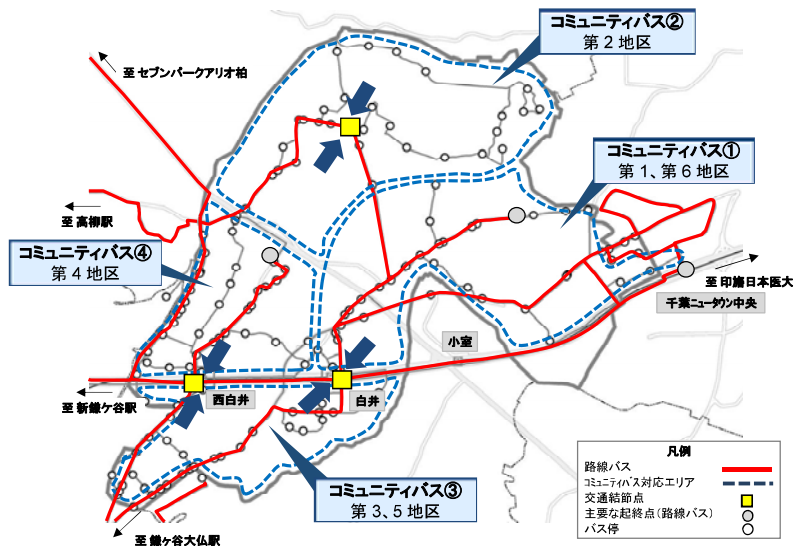 コミュニティバス②
第２地区
至 セブンパークアリオ柏
コミュニティバス①
第１、第６地区
至 高柳駅
コミュニティバス④
第４地区
至 印旛日本医大
千葉ニュータウン中央
小室
西白井
白井
至 新鎌ケ谷駅
コミュニティバス③
第３、５地区
至 鎌ヶ谷大仏駅
凡例
路線バス
コミュニティバス対応エリア
交通結節点
主要な起終点（路線バス）
バス停